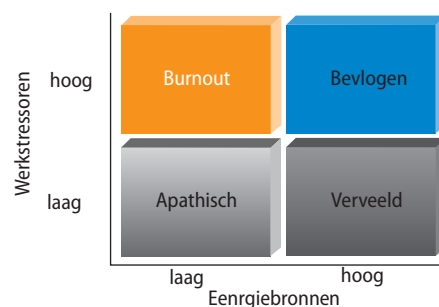 Werkstressoren
hoog
Burnout
Bevlogen
laag
Apathisch
Verveeld
laag
hoog
Eenrgiebronnen